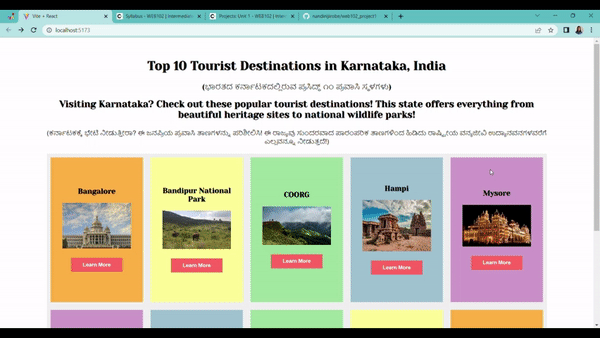 Vite + React
Syllabus - WEB102 | Intermedia
Projects: Unit 1 - WEB102 | Inte
localhost:5173
Top 10 Tourist Destinations in Karnataka, India
(ಭಾರತದ ಕರ್ನಾಟಕದಲ್ಲಿರುವ ಪ್ರಸಿದ್ಧ ೧೦ ಪ್ರವಾಸಿ ಸ್ಥಳಗಳು)
Visiting Karnataka? Check out these popular tourist destinations! This state offers everything from
beautiful heritage sites to national wildlife parks!
(ಕರ್ನಾಟಕಕ್ಕೆ ಭೇಟಿ ನೀಡುತ್ತೀರಾ? ಈ ಜನಪ್ರಿಯ ಪ್ರವಾಸಿ ತಾಣಗಳನ್ನು ಪರಿಶೀಲಿಸಿ! ಈ ರಾಜ್ಯವು ಸುಂದರವಾದ ಪಾರಂಪರಿಕ ತಾಣಗಳಿಂದ ಹಿಡಿದು ರಾಷ್ಟ್ರೀಯ ವನ್ಯಜೀವಿ ಉದ್ಯಾನವನಗಳವರೆಗೆ
ಎಲ್ಲವನ್ನೂ ನೀಡುತ್ತದೆ!)
Bangalore
Learn More
Bandipur National
Park
Learn More
COORG
Learn More
Hampi
Learn More
Mysore
Learn More